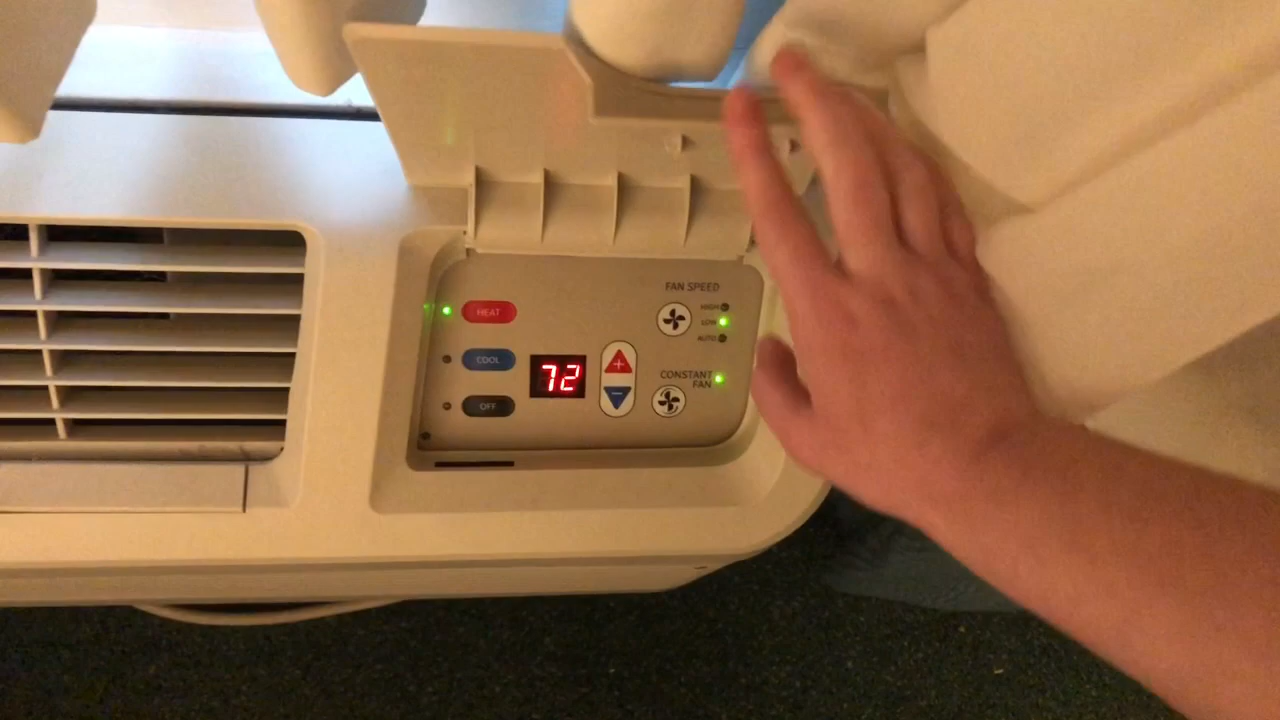 FAN SPEED
HEAT
HIGH
LOW
AUTO
COOL
72
+
-
CONSTANT
FAN
OFF